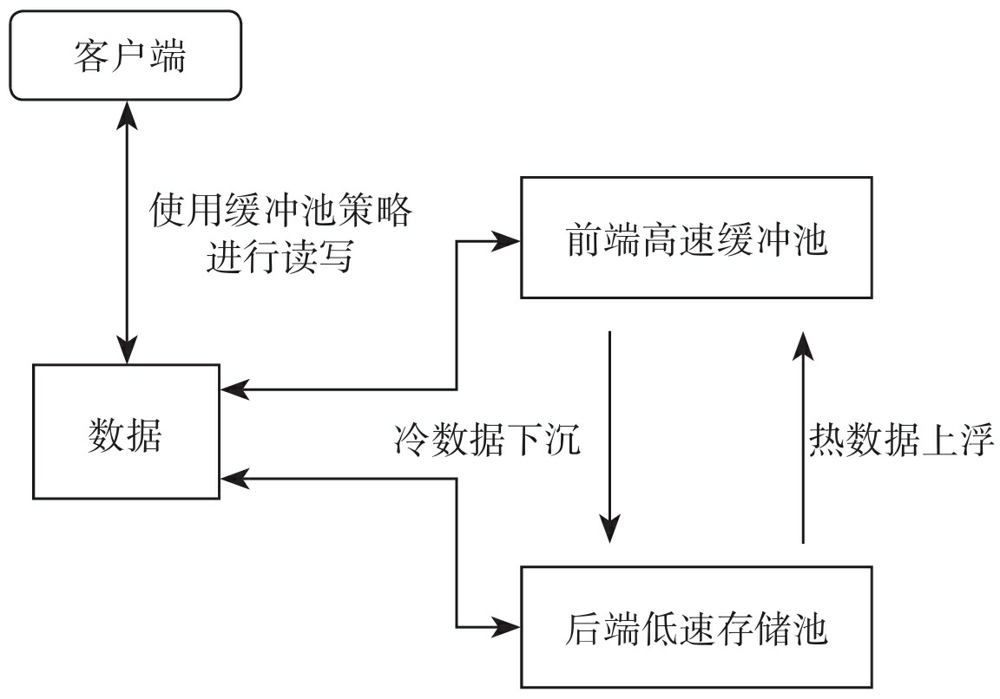 客户端
使用缓冲池策略
进行读写
前端高速缓冲池
数据
冷数据下沉
热数据上浮
后端低速存储池